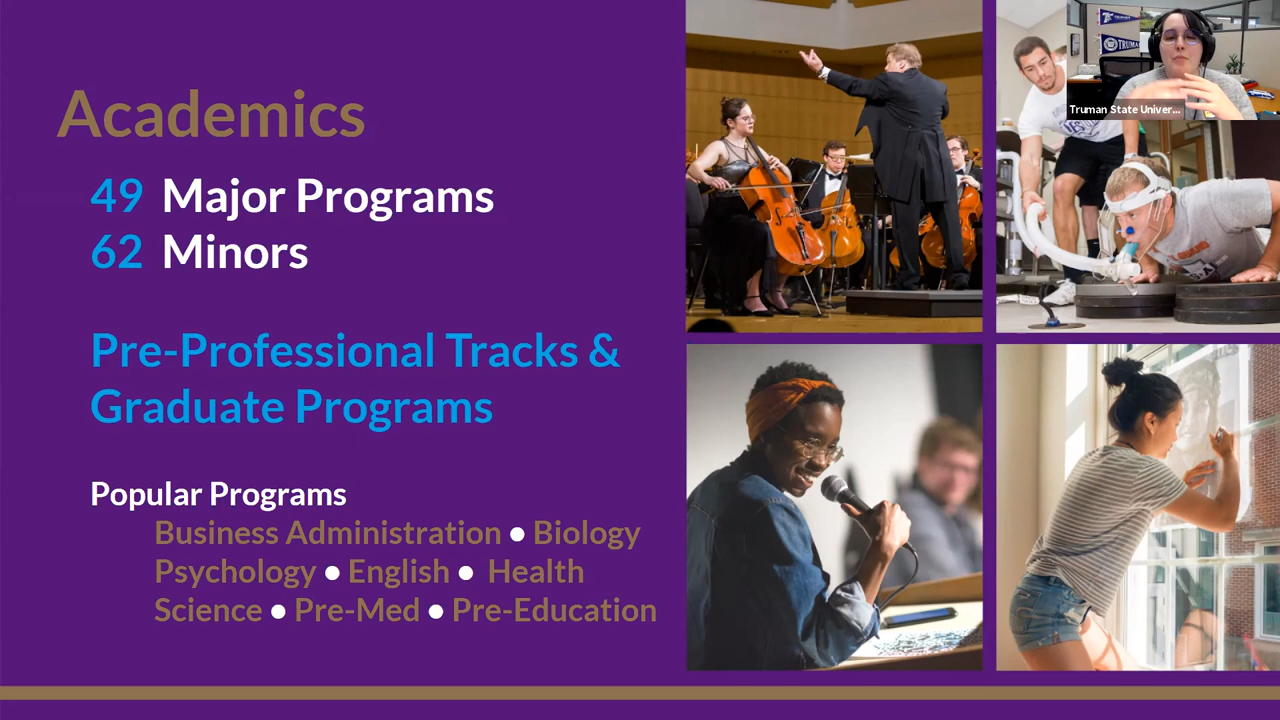 Academics
49 Major Programs
62 Minors
Pre-Professional Tracks &
Graduate Programs
Popular Programs
Business Administration ● Biology
Psychology ● English ● Health
Science ● Pre-Med ● Pre-Education
TRUMAN
Truman State Univer...